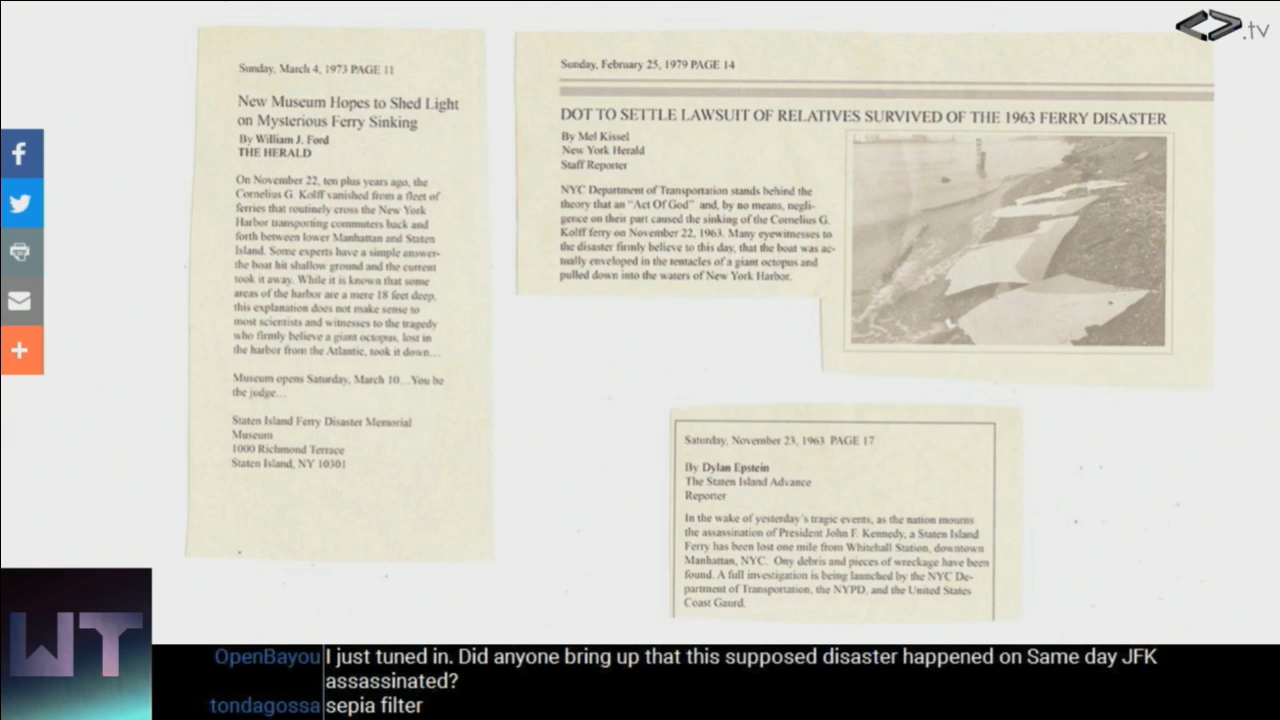 <>.tv
Sunday, March 4, 1973 PAGE 11
New Museum Hopes to Shed Light
on Mysterious Ferry Sinking
By William J. Ford
THE HERALD
On November 22, ten plus years ago, the
Cornelius G. Kolff vanished from a fleet of
ferries that routinely cross the New York
Harbor transporting commuters back and
forth between lower Manhattan and Staten
Island. Some experts have a simple answer-
the boat hit shallow ground and the current
took it away. While it is known that some
areas of the harbor are a mere 18 feet deep,
this explanation does not make sense to
most scientists and witnesses to the tragedy
who firmly believe a giant octopus, lost in
the harbor from the Atlantic, took it down...
Museum opens Saturday, March 10...You be
the judge...
Staten Island Ferry Disaster Memorial
Museum
1000 Richmond Terrace
Staten Island, NY 10301
Sunday, February 25, 1979 PAGE 14
DOT TO SETTLE LAWSUIT OF RELATIVES SURVIVED OF THE 1963 FERRY DISASTER
By Mel Kissel
New York Herald
Staff Reporter
NYC Department of Transportation stands behind the
theory that an "Act Of God" and, by no means, negli-
gence on their part caused the sinking of the Cornelius G.
Kolff ferry on November 22, 1963. Many eyewitnesses to
the disaster firmly believe to this day, that the boat was ac-
tually enveloped in the tentacles of a giant octopus and
pulled down into the waters of New York Harbor.
Saturday, November 23, 1963 PAGE 17
By Dylan Epstein
The Staten Island Advance
Reporter
In the wake of yesterday's tragic events, as the nation mourns
the assassination of President John F. Kennedy, a Staten Island
Ferry has been lost one mile from Whitehall Station, downtown
Manhattan, NYC. Ony debris and pieces of wreckage have been
found. A full investigation is being launched by the NYC De-
partment of Transportation, the NYPD, and the United States
Coast Gaurd.
WT
OpenBayou I just tuned in. Did anyone bring up that this supposed disaster happened on Same day JFK
assassinated?
tondagossa sepia filter